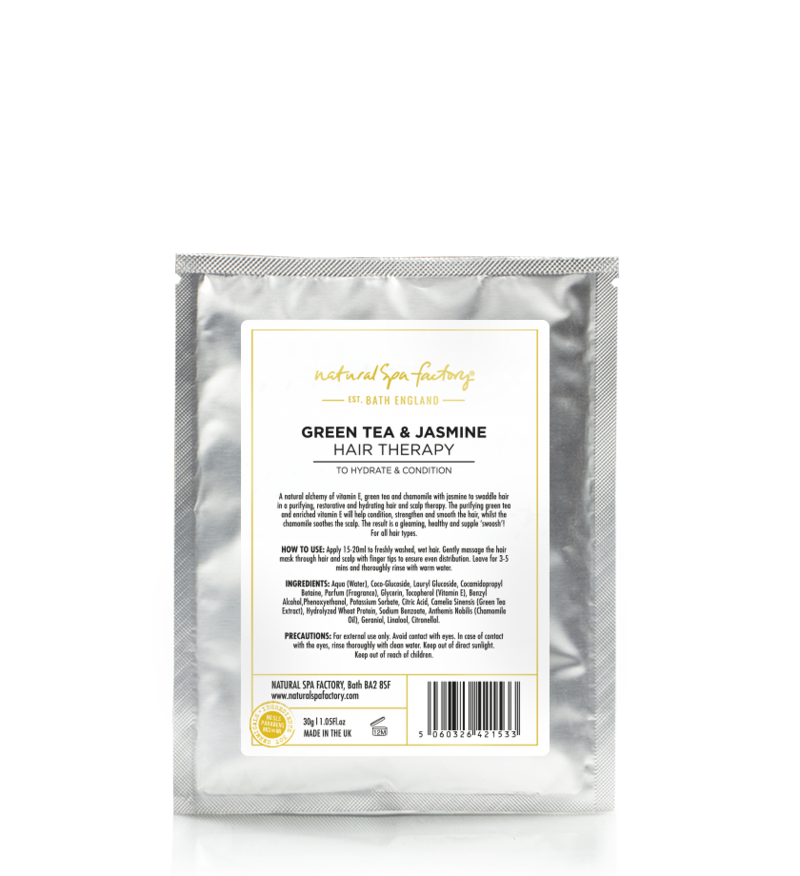 natural Spa factory
EST. BATH ENGLAND
GREEN TEA & JASMINE
HAIR THERAPY
TO HYDRATE & CONDITION
A natural alchemy of vitamin E, green tea and chamomile with jasmine to swaddle hair
in a purifying, restorative and hydrating hair and scalp therapy. The purifying green tea
and enriched vitamin E will help condition, strengthen and smooth the hair, whilst the
chamomile soothes the scalp. The result is a gleaming, healthy and supple 'swoosh'!
For all hair types.
HOW TO USE: Apply 15-20ml to freshly washed, wet hair. Gently massage the hair
mask through hair and scalp with finger tips to ensure even distribution. Leave for 3-5
mins and thoroughly rinse with warm water.
INGREDIENTS: Aqua (Water), Coco-Glucoside, Lauryl Glucoside, Cocamidopropyl
Betaine, Parfum (Fragrance), Glycerin, Tocopherol (Vitamin E), Benzyl
Alcohol,Phenoxyethonol, Potassium Sorbate, Citric Acid, Camelia Sinensis (Green Tea
Extract), Hydrolyzed Wheat Protein, Sodium Benzoate, Anthemis Nobilis (Chamomile
Oil), Geraniol, Linalool, Citronellal.
PRECAUTIONS: For external use only. Avoid contact with eyes. In case of contact
with the eyes, rinse thoroughly with clean water. Keep out of direct sunlight.
Keep out of reach of children.
NATURAL SPA FACTORY, Bath BA2 8SF
www.naturalspafactory.com
NO SLS
PARABENS
30g | 1.05Fl.oz
MADE IN THE UK
12M
5 060326 421533